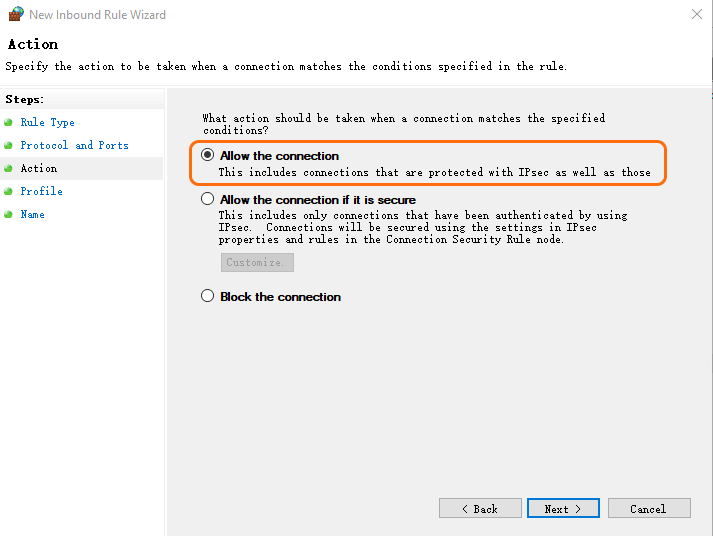 New Inbound Rule Wizard
Action
Specify the action to be taken when a connection matches the conditions specified in the rule.
Steps:
Rule Type
Protocol and Ports
Action
Profile
Name
What action should be taken when a connection matches the specified
conditions?
Allow the connection
This includes connections that are protected with IPsec as well as those
Allow the connection if it is secure
This includes only connections that have been authenticated by using
IPsec.  Connections will be secured using the settings in IPsec
properties and rules in the Connection Security Rule node.
Customize.
Block the connection
< Back
Next >
Cancel